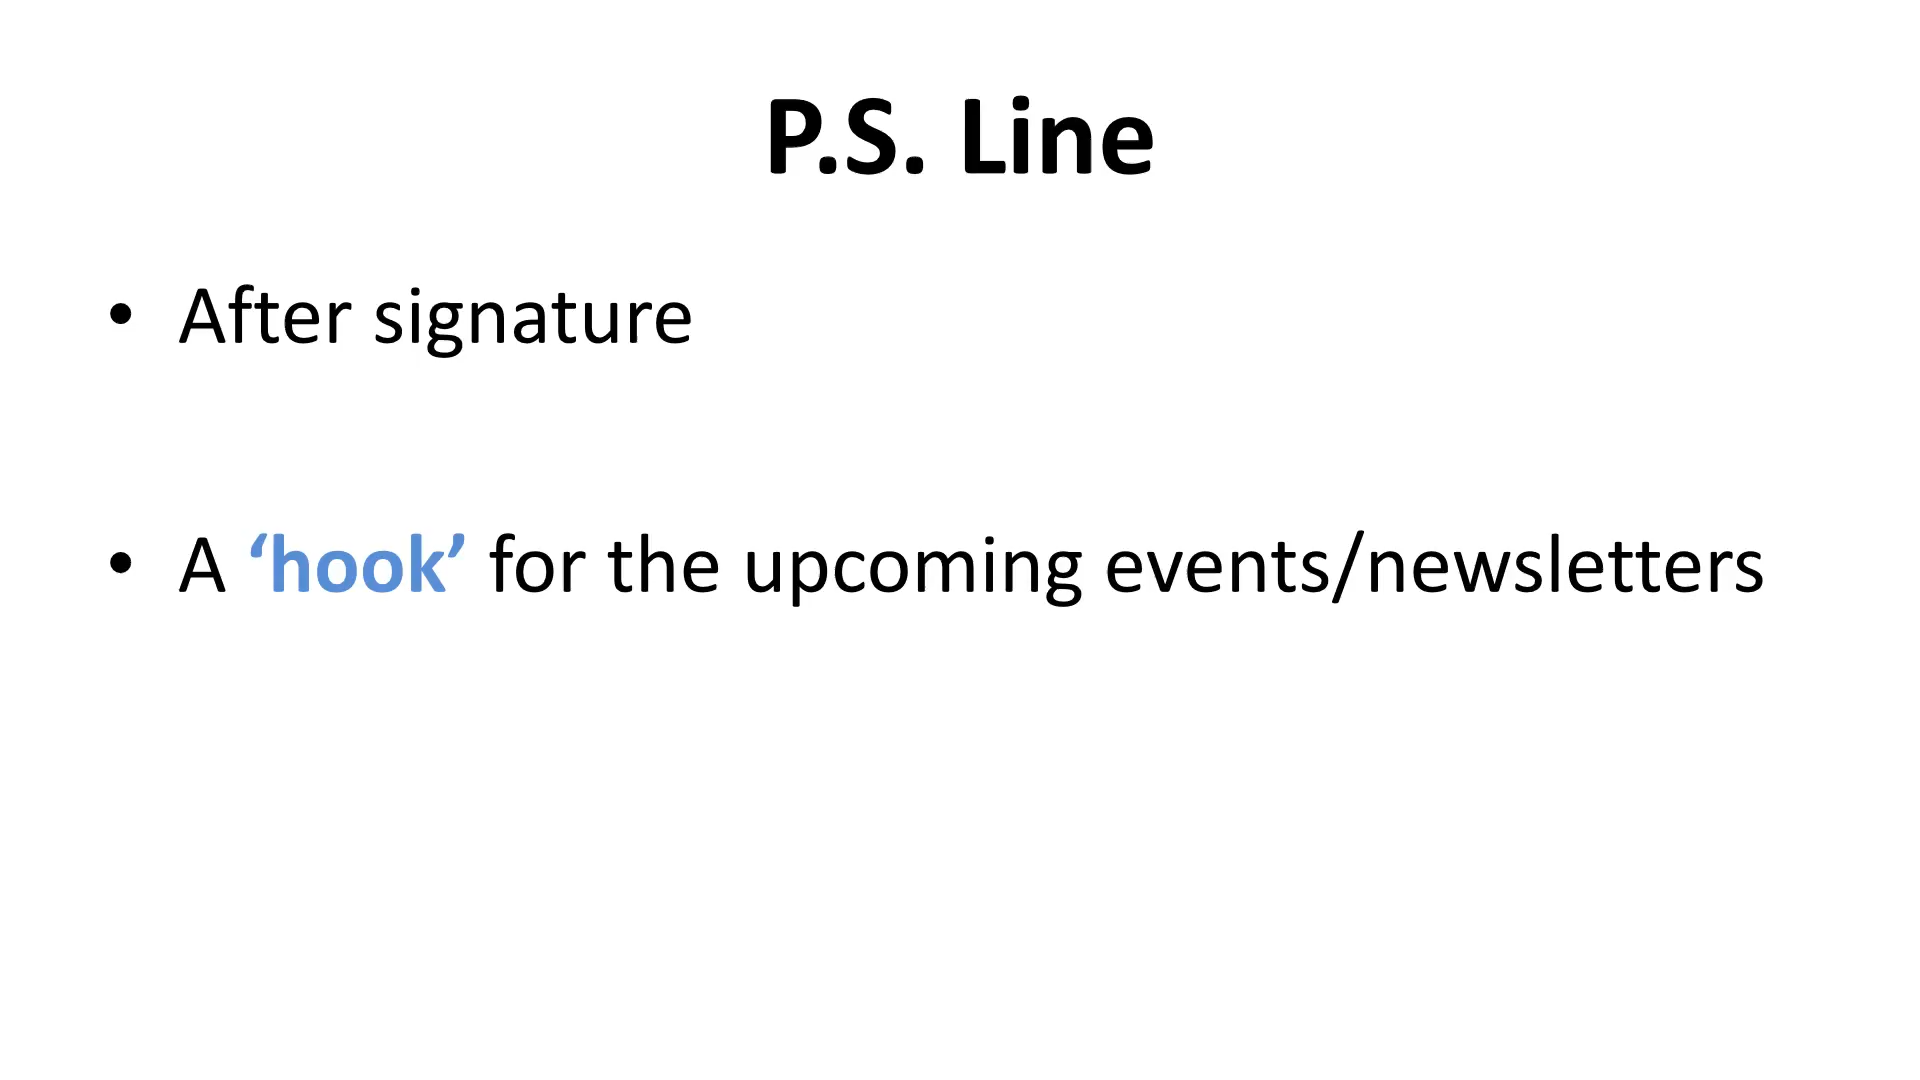 P.S. Line
• After signature
• A ‘hook’ for the upcoming events/newsletters